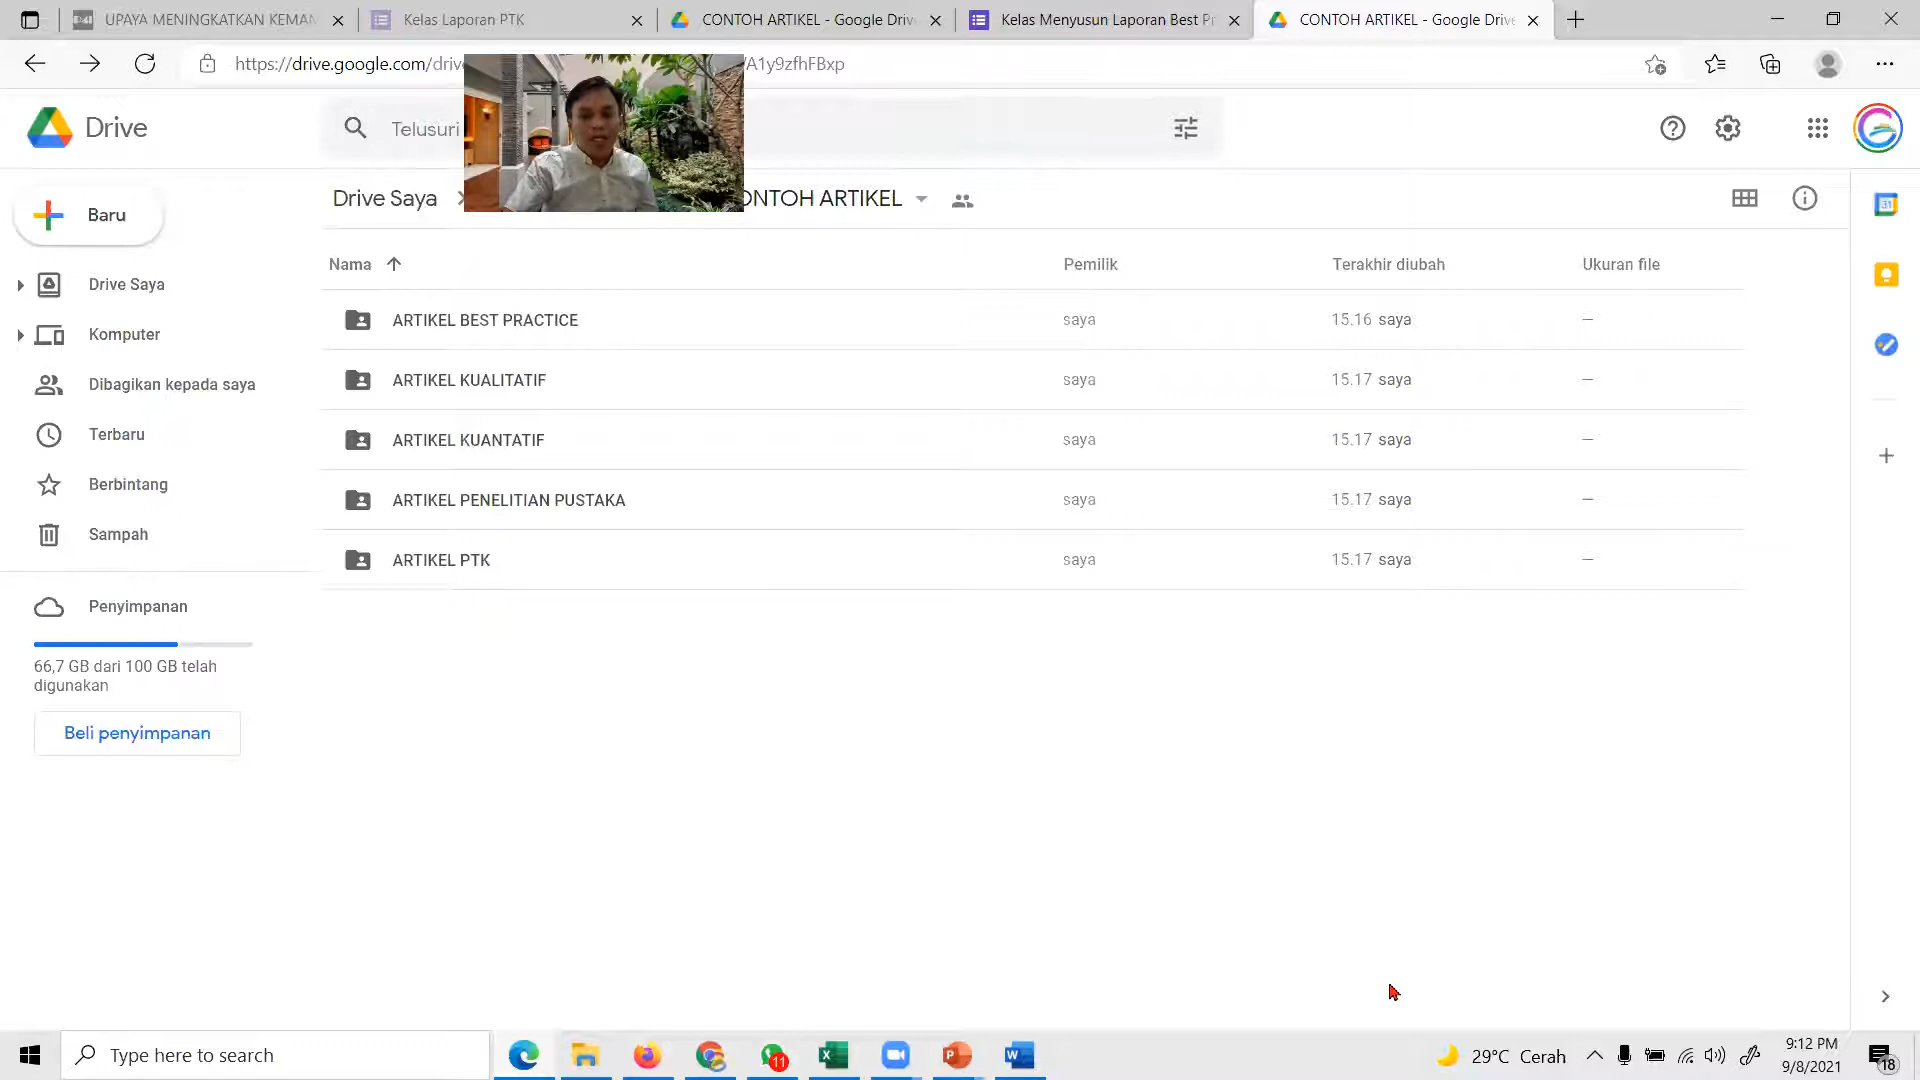 UPAYA MENINGKATKAN KEMAN
Kelas Laporan PTK
CONTOH ARTIKEL - Google Driv
Kelas Menyusun Laporan Best Pr
CONTOH ARTIKEL - Google Drive
https://drive.google.com/driv
A1y9zfhFBxp
Drive
Telusuri
Baru
Drive Saya
ONTOH ARTIKEL
Nama
Pemilik
Terakhir diubah
Ukuran file
ARTIKEL BEST PRACTICE
saya
15.16 saya
—
ARTIKEL KUALITATIF
saya
15.17 saya
—
ARTIKEL KUANTATIF
saya
15.17 saya
—
ARTIKEL PENELITIAN PUSTAKA
saya
15.17 saya
—
ARTIKEL PTK
saya
15.17 saya
—
Drive Saya
Komputer
Dibagikan kepada saya
Terbaru
Berbintang
Sampah
Penyimpanan
66,7 GB dari 100 GB telah
digunakan
Beli penyimpanan
31
Type here to search
11
29°C Cerah
9:12 PM
9/8/2021
18